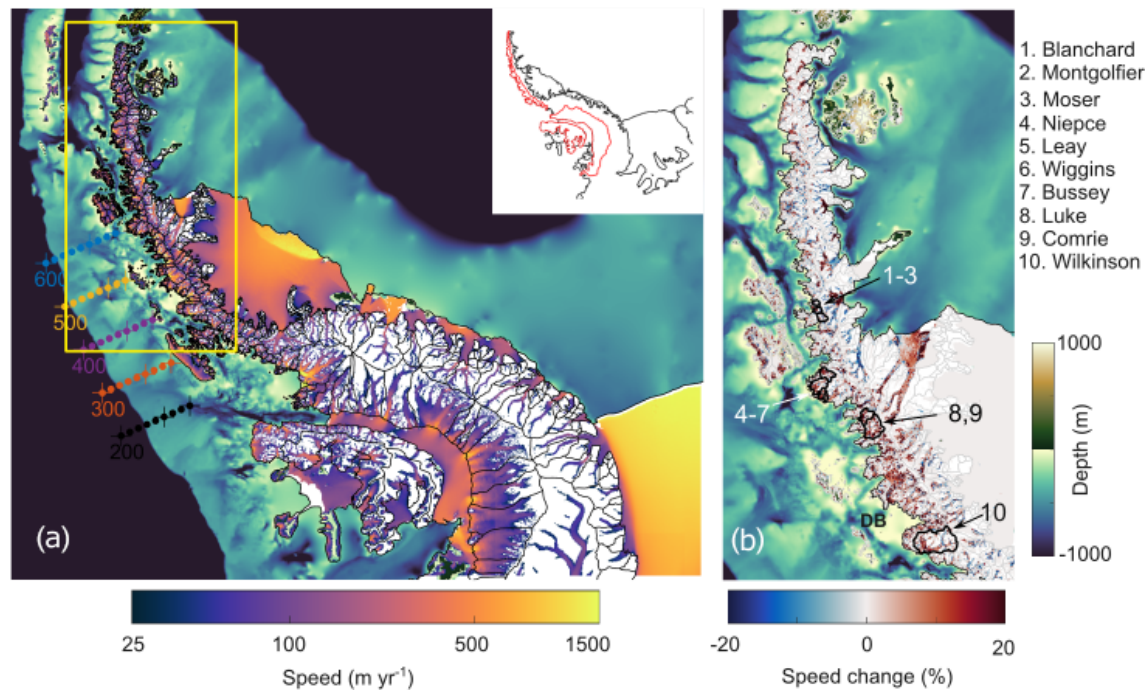 1. Blanchard
2. Montgolfier
3. Moser
4. Niepce
5. Leay
6. Wiggins
7. Bussey
8. Luke
9. Comrie
10. Wilkinson
600
500
400
300
200
(a)
1-3
4-7
8,9
10
DB
(b)
1000
Depth (m)
-1000
25 100 500 1500
Speed (m yr⁻¹)
-20 0 20
Speed change (%)